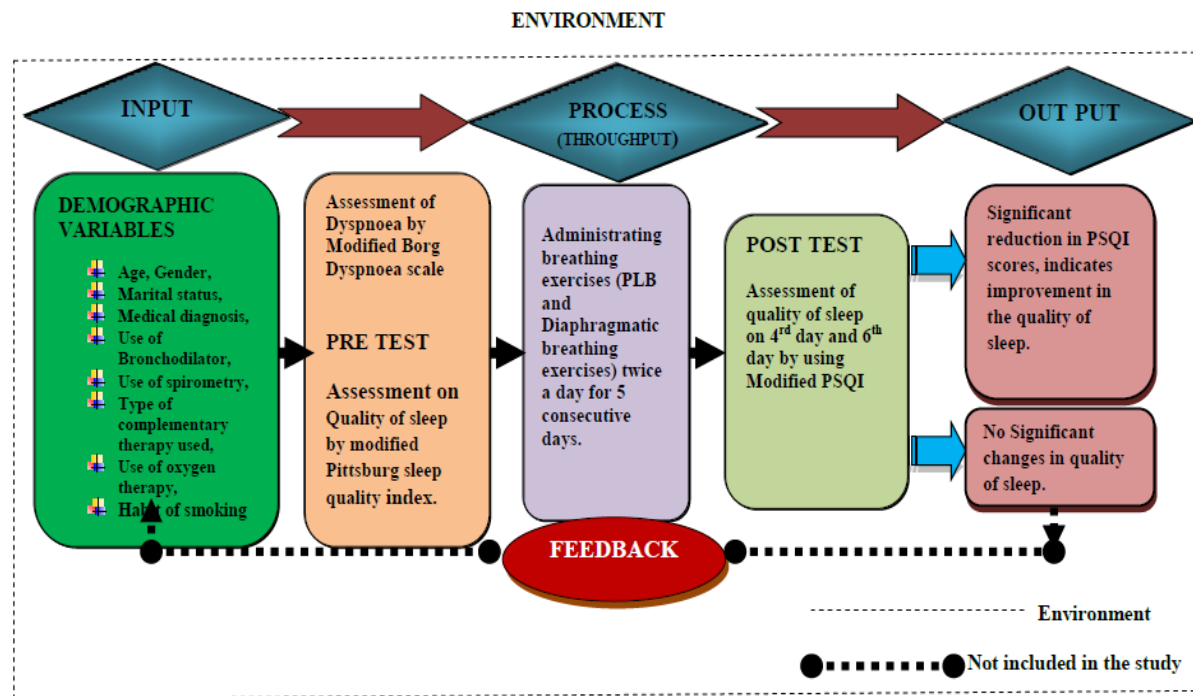 ENVIRONMENT
INPUT
PROCESS
(THROUGHPUT)
OUT PUT
DEMOGRAPHIC
VARIABLES
Age, Gender,
Marital status,
Medical diagnosis,
Use of
Bronchodilator,
Use of spirometry,
Type of
complementary
therapy used,
Use of oxygen
therapy,
Habit of smoking
Assessment of
Dyspnoea by
Modified Borg
Dyspnoea scale
PRE TEST
Assessment on
Quality of sleep
by modified
Pittsburg sleep
quality index.
Administrating
breathing
exercises (PLB
and
Diaphragmatic
breathing
exercises) twice
a day for 5
consecutive
days.
POST TEST
Assessment of
quality of sleep
on 4rd day and 6th
day by using
Modified PSQI
Significant
reduction in PSQI
scores, indicates
improvement in
the quality of
sleep.
No Significant
changes in quality
of sleep.
FEEDBACK
Environment
Not included in the study